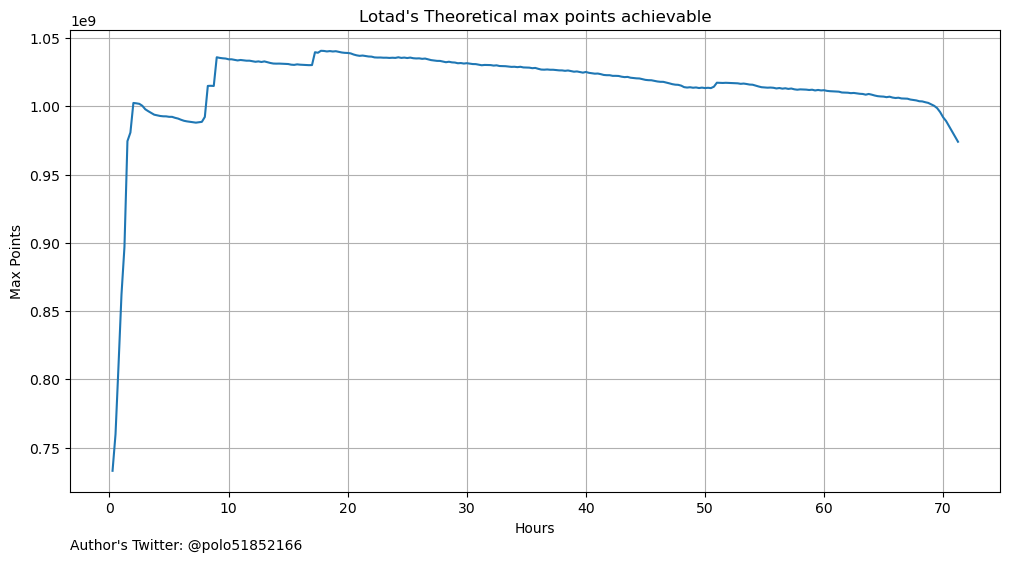 Lotad's Theoretical max points achievable
1e9
1.05
1.00
0.95
0.90
0.85
0.80
0.75
Max Points
0 10 20 30 40 50 60 70
Hours
Author's Twitter: @polo51852166